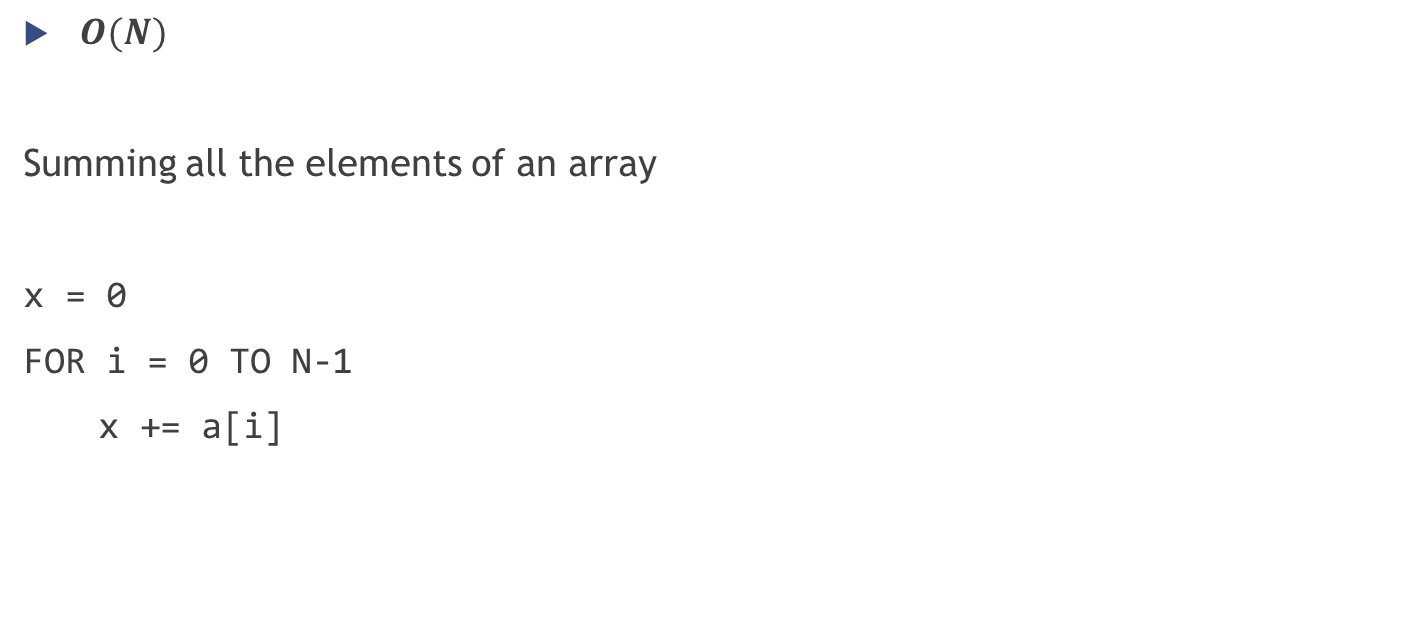 ▶ O(N)
Summing all the elements of an array
x = 0
FOR i = 0 TO N-1
    x += a[i]